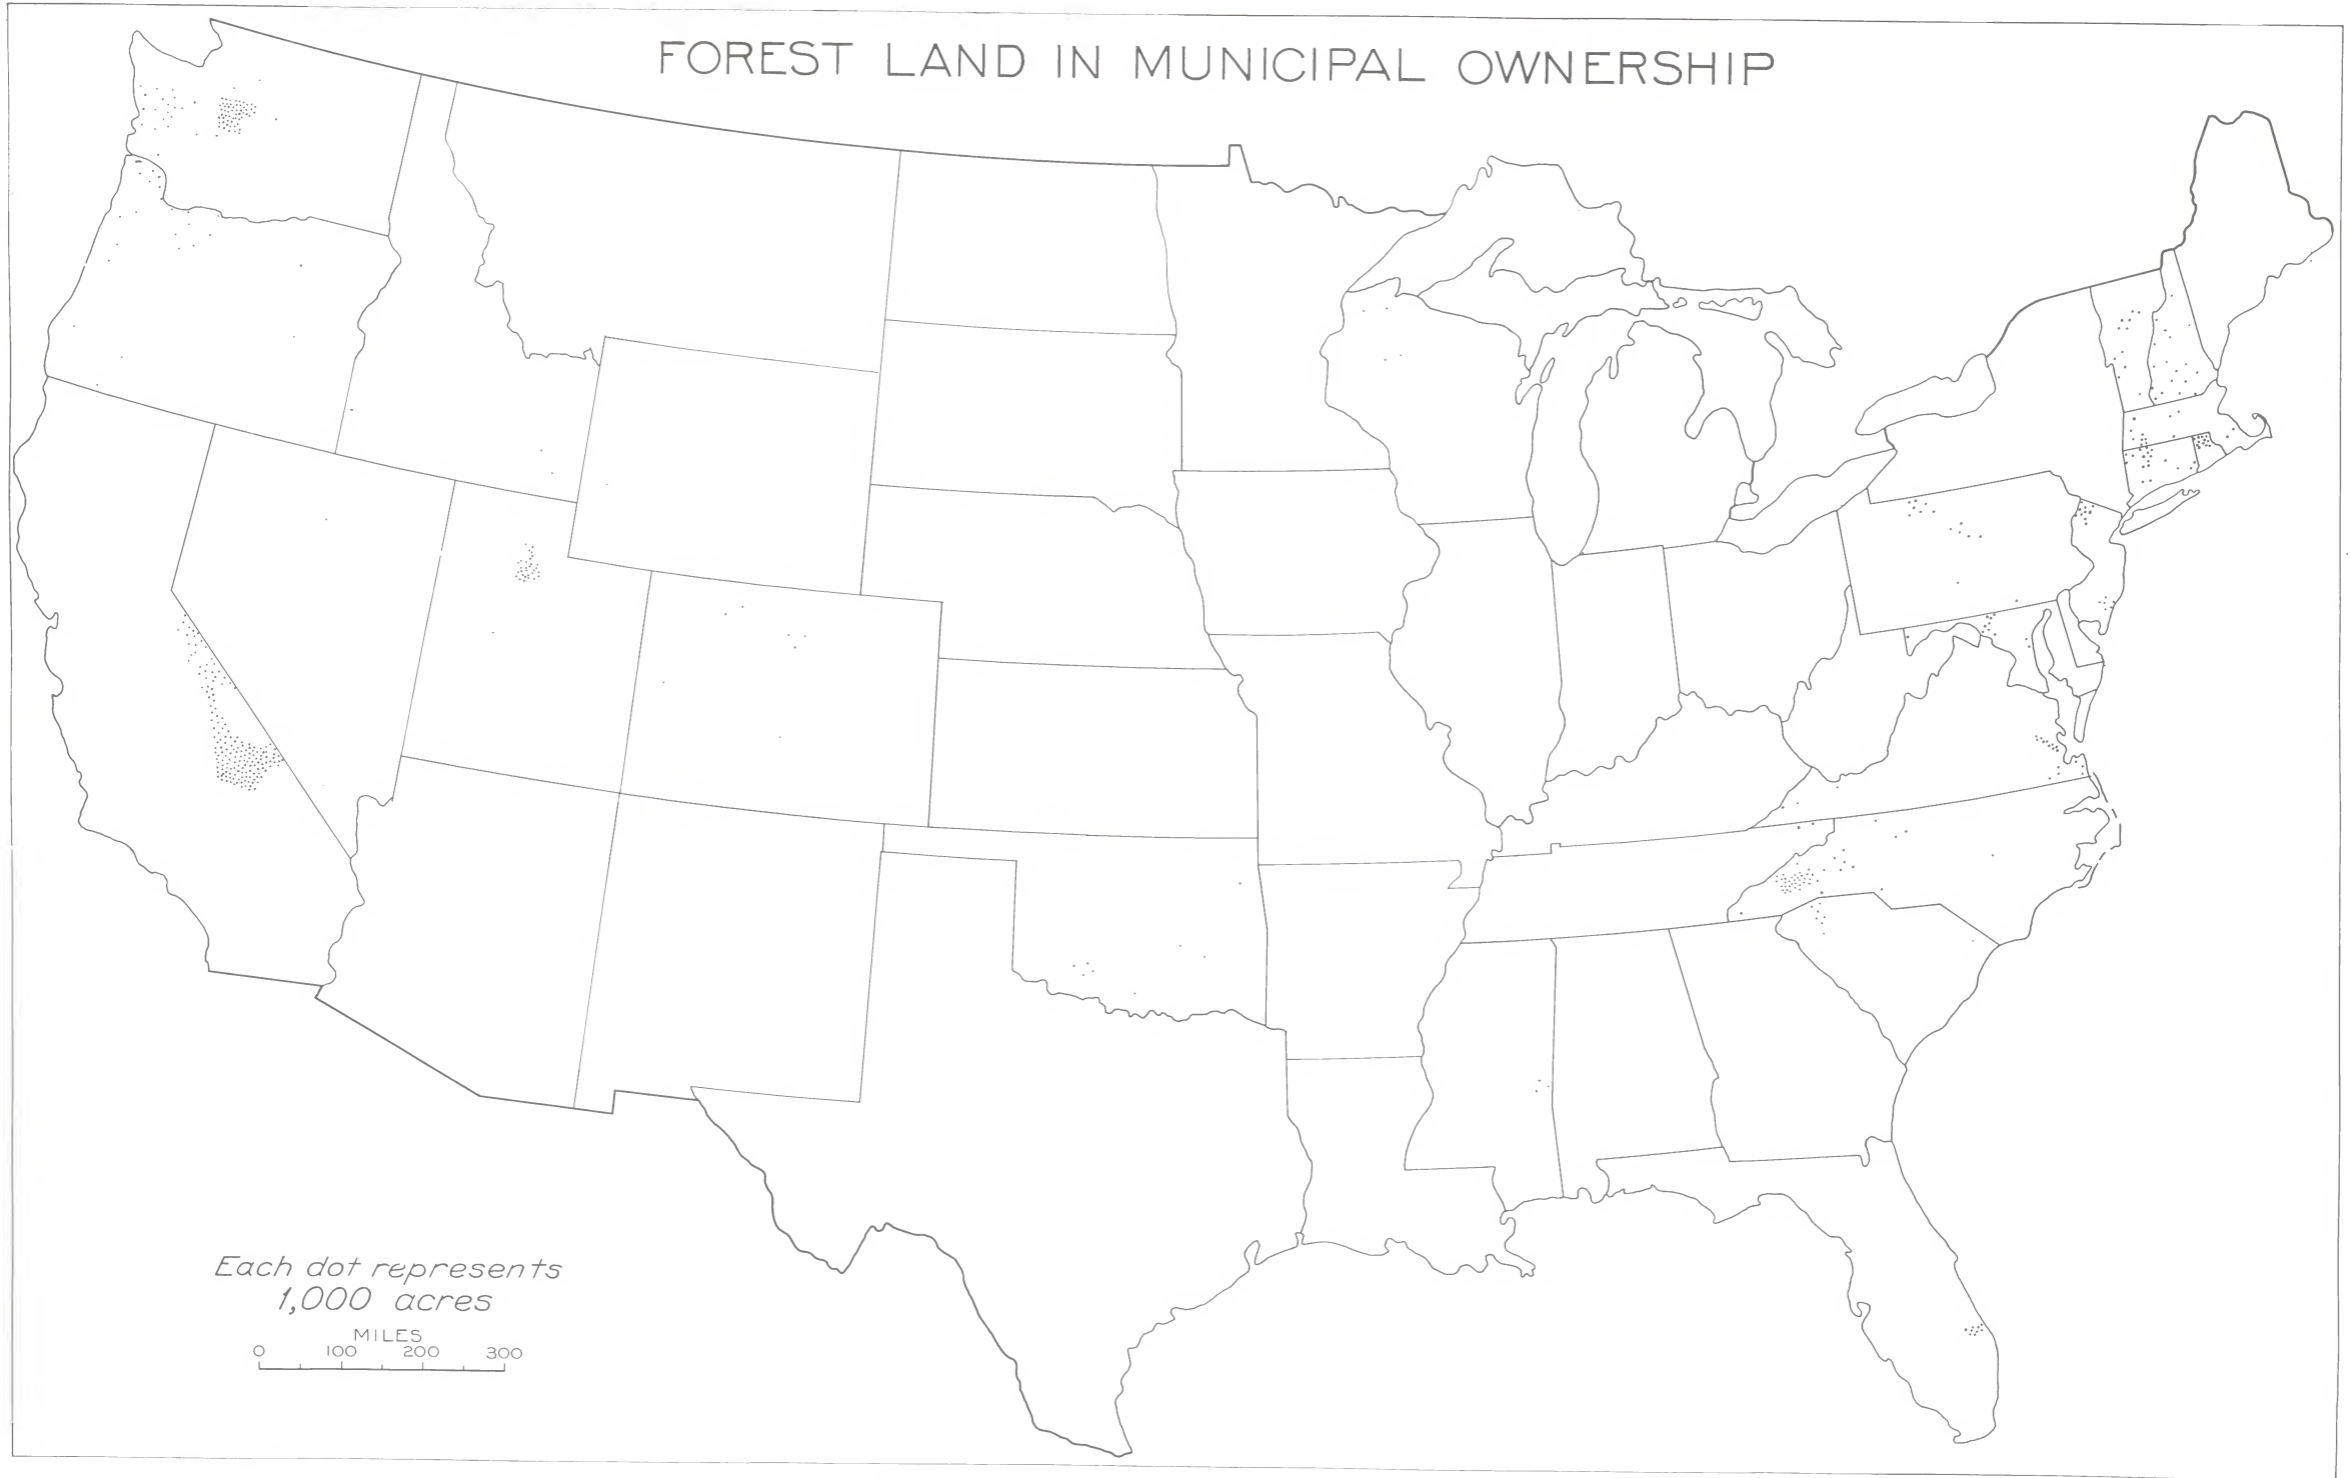 FOREST LAND IN MUNICIPAL OWNERSHIP
Each dot represents
1,000 acres
MILES
0 100 200 300